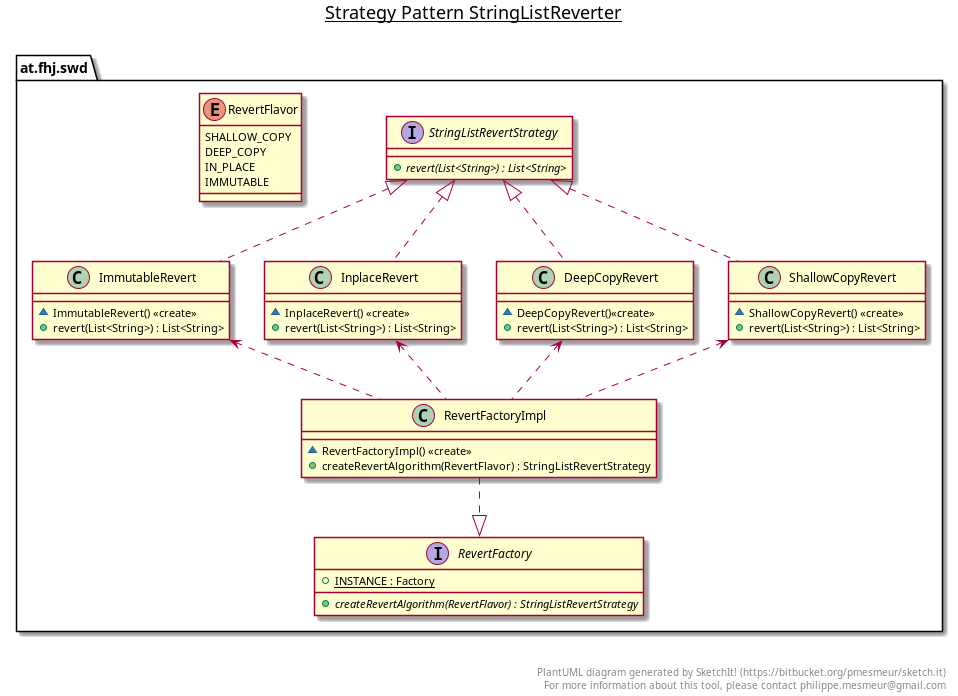 Strategy Pattern StringListReverter
at.fhj.swd
E RevertFlavor
SHALLOW_COPY
DEEP_COPY
IN_PLACE
IMMUTABLE
I StringListRevertStrategy
revert(List<String>) : List<String>
C ImmutableRevert
ImmutableRevert() «create»
revert(List<String>) : List<String>
C InplaceRevert
InplaceRevert() «create»
revert(List<String>) : List<String>
C DeepCopyRevert
DeepCopyRevert()«create»
revert(List<String>) : List<String>
C ShallowCopyRevert
ShallowCopyRevert() «create»
revert(List<String>) : List<String>
C RevertFactoryImpl
RevertFactoryImpl() «create»
createRevertAlgorithm(RevertFlavor) : StringListRevertStrategy
I RevertFactory
INSTANCE : Factory
createRevertAlgorithm(RevertFlavor) : StringListRevertStrategy
PlantUML diagram generated by SketchIt! (https://bitbucket.org/pmesmeur/sketch.it)
For more information about this tool, please contact philippe.mesmeur@gmail.com